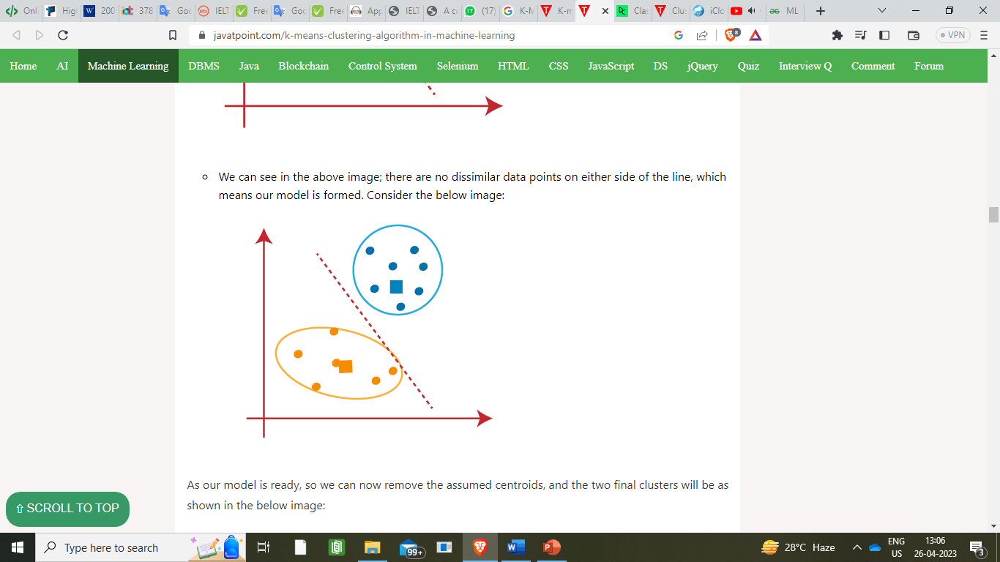 Onl
Higl
W 200
378
Goc
IELT
Free
Goc
Free
App
IELT
A cc
(17)
K-M
K-m
Clas
Clu
iClo
ML
javatpoint.com/k-means-clustering-algorithm-in-machine-learning
VPN
Home AI Machine Learning DBMS Java Blockchain Control System Selenium HTML CSS JavaScript DS jQuery Quiz Interview Q Comment Forum
We can see in the above image; there are no dissimilar data points on either side of the line, which
means our model is formed. Consider the below image:
As our model is ready, so we can now remove the assumed centroids, and the two final clusters will be as
shown in the below image:
⇧ SCROLL TO TOP
Type here to search
99+
28°C Haze
ENG
US
13:06
26-04-2023
3